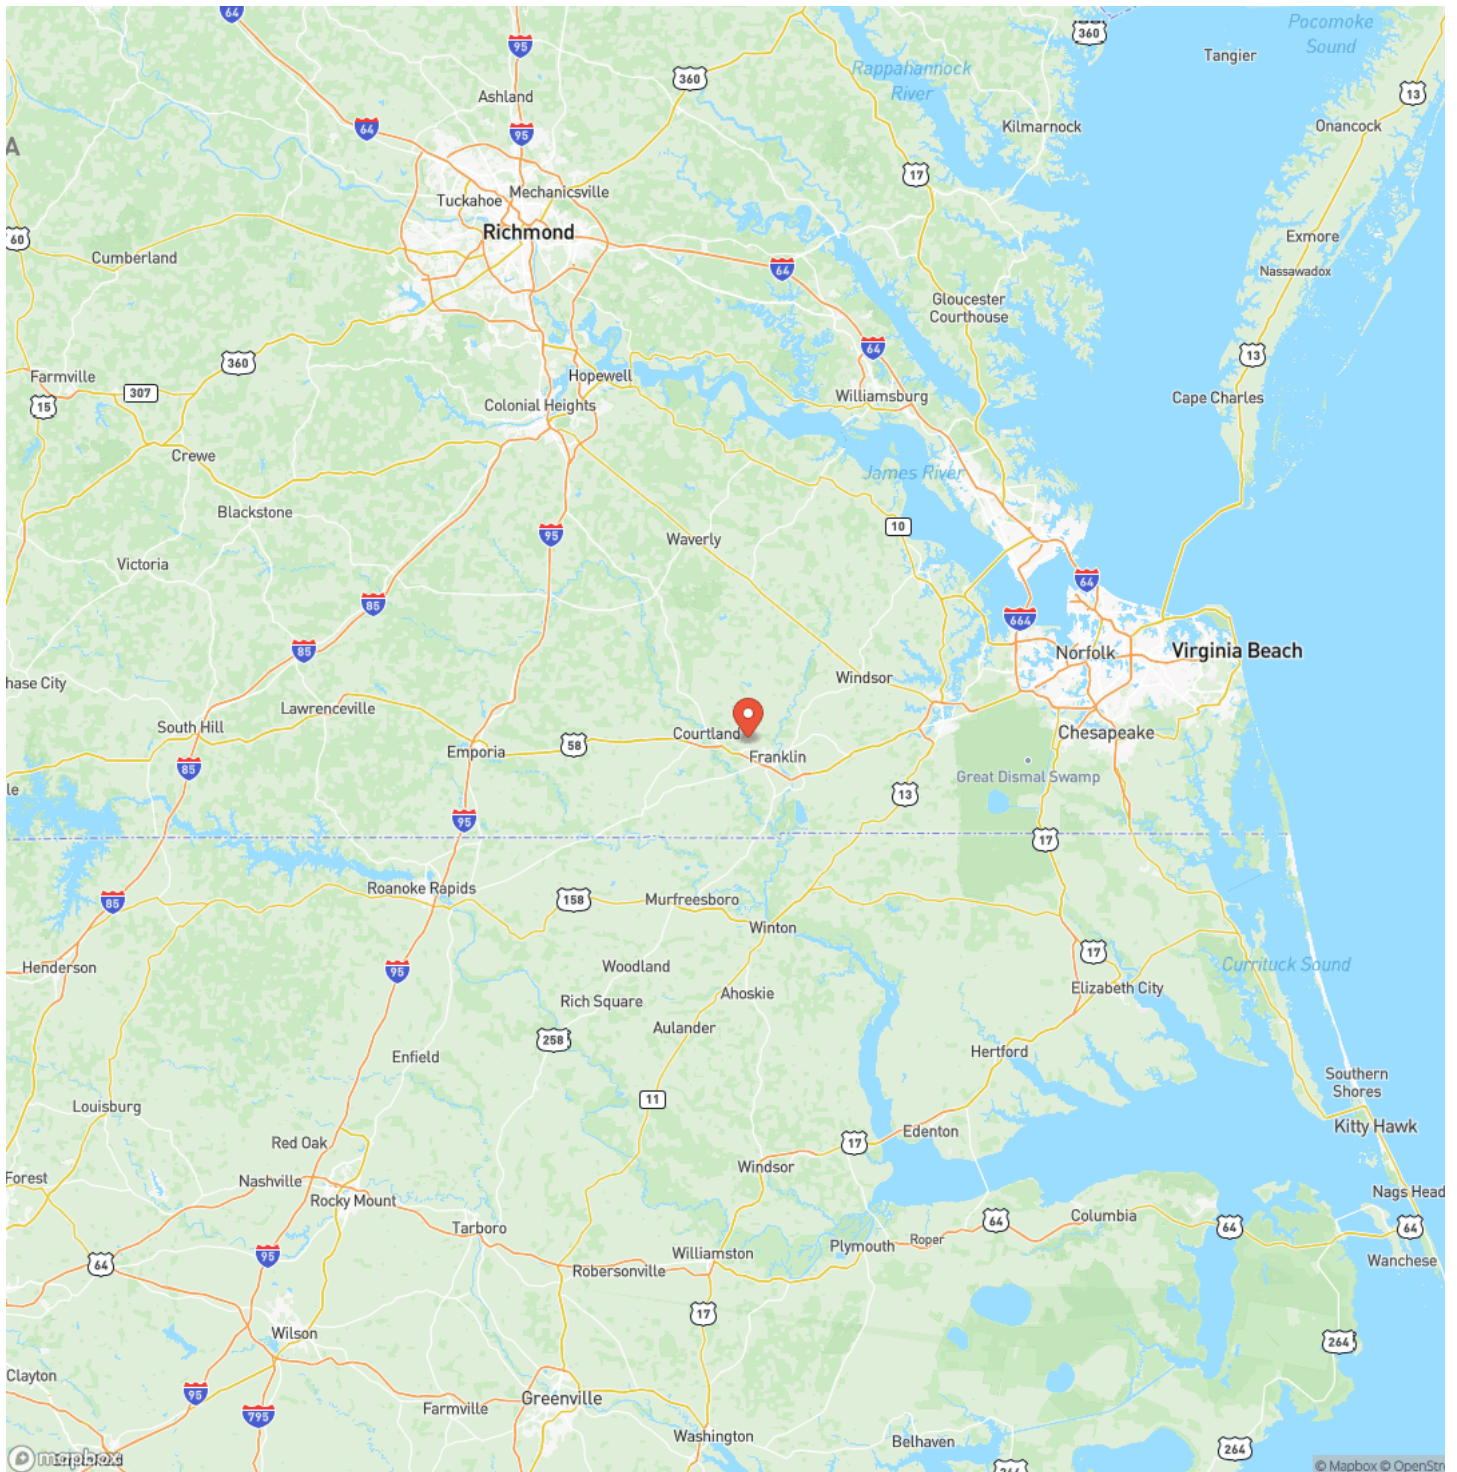 64
95
360
360
Pocomoke
Sound
Tangier
Rappahannock
River
13
Ashland
64
95
Kilmarnock
Onancock
A
17
Tuckahoe
Mechanicsville
Richmond
60
Exmore
Cumberland
64
Nassawadox
Gloucester
Courthouse
64
13
360
Farmville
307
15
Hopewell
Colonial Heights
Williamsburg
Cape Charles
Crewe
James River
Blackstone
10
95
Waverly
Victoria
64
85
664
85
Norfolk
Virginia Beach
hase City
Windsor
Lawrenceville
South Hill
Courtland
Chesapeake
Emporia
58
Franklin
85
Great Dismal Swamp
le
13
95
17
Roanoke Rapids
158
Murfreesboro
85
Winton
17
Henderson
95
Woodland
Currituck Sound
Rich Square
Ahoskie
Elizabeth City
Aulander
258
Enfield
Hertford
Southern
Shores
Louisburg
11
Kitty Hawk
Red Oak
17
Edenton
Windsor
Forest
Nashville
Rocky Mount
Nags Head
Tarboro
64
Columbia
64
64
Plymouth
Roper
95
64
Williamston
Wanchese
Robersonville
17
Wilson
264
Clayton
95
Greenville
795
Farmville
Washington
Belhaven
264
264
mapbox
© Mapbox © OpenStre